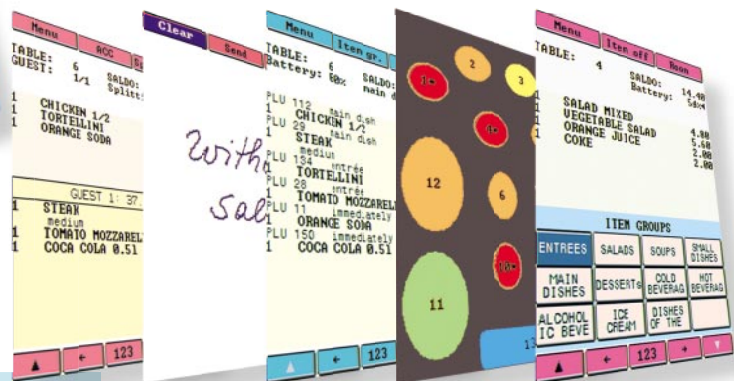 Menu ACC
TABLE: 6 SALDO:
GUEST: 1/1 Splitt
1 CHICKEN 1/2
1 TORTELLINI
1 ORANGE SODA
GUEST 1: 37.
1 STEAK
medium
1 TOMATO MOZZAREL
1 COCA COLA 0.5l
▲ ← 123
Clear Send
Menu Item gr.
TABLE: 6 SALDO:
Battery: 60% main d
PLU 112 main dish
1 CHICKEN 1/2
PLU 29 main dish
1 STEAK
medium
PLU 134 entrée
1 TORTELLINI
PLU 28 entrée
1 TOMATO MOZZAREL
PLU 11 immediately
1 ORANGE SODA
PLU 150 immediately
1 COCA COLA 0.5l
▲ ← 123
1* 2 3
4*
12 6
10*
11
13
Menu Item off Room
TABLE: 4 SALDO: 14.40
Battery: 54%
1 SALAD MIXED 4.80
1 VEGETABLE SALAD 5.60
1 ORANGE JUICE 2.00
1 COKE 2.00
ITEM GROUPS
ENTREES SALADS SOUPS SMALL DISHES
MAIN DISHES DESSERTs COLD BEVERAG HOT BEVERAG
ALCOHOL IC BEVE ICE CREAM DISHES OF THE
▲ ← 123 → ▼